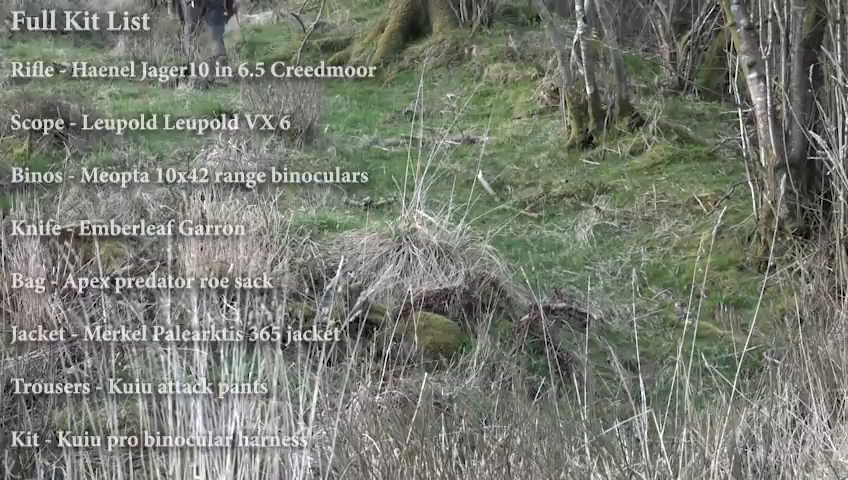 Full Kit List
Rifle - Haenel Jager10 in 6.5 Creedmoor
Scope - Leupold Leupold VX 6
Binos - Meopta 10x42 range binoculars
Knife - Emberleaf Garron
Bag - Apex predator roe sack
Jacket - Merkel Palearktis 365 jacket
Trousers - Kuiu attack pants
Kit - Kuiu pro binocular harness